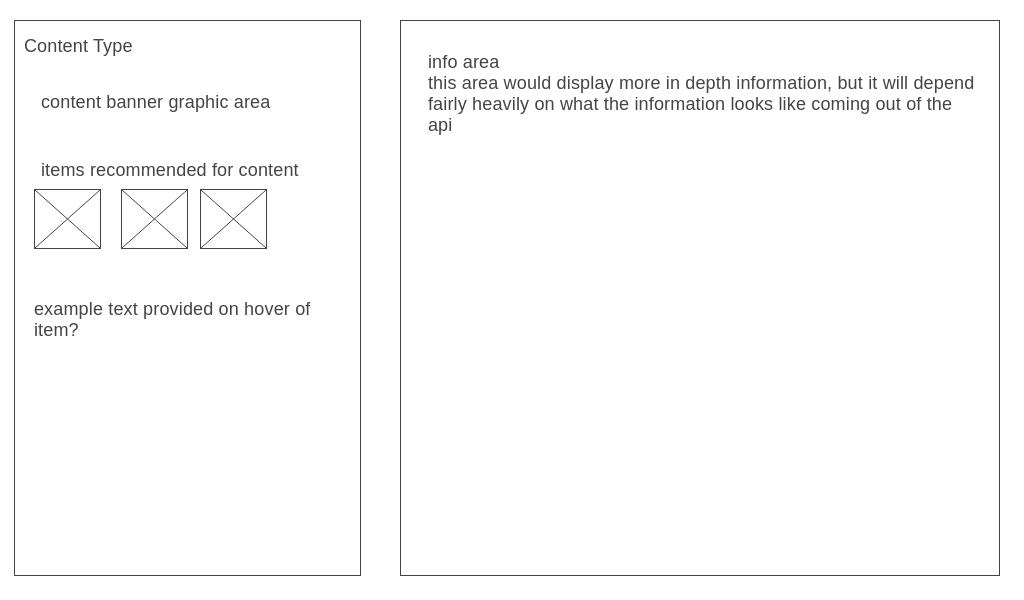 Content Type
content banner graphic area
items recommended for content
example text provided on hover of
item?
info area
this area would display more in depth information, but it will depend
fairly heavily on what the information looks like coming out of the
api